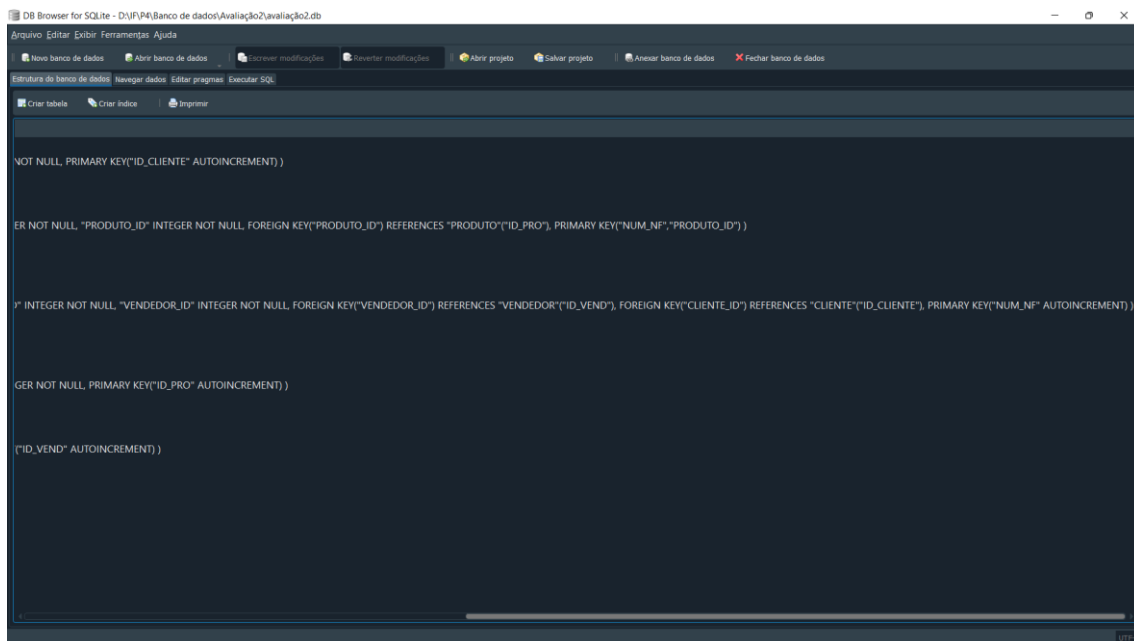 DB Browser for SQLite - D:\IF\P4\Banco de dados\Avaliação2\avaliação2.db
Arquivo Editar Exibir Ferramentas Ajuda
Novo banco de dados Abrir banco de dados Escrever modificações Reverter modificações Abrir projeto Salvar projeto Anexar banco de dados Fechar banco de dados
Estrutura do banco de dados Navegar dados Editar pragmas Executar SQL
Criar tabela Criar índice Imprimir
NOT NULL, PRIMARY KEY("ID_CLIENTE" AUTOINCREMENT) )
ER NOT NULL, "PRODUTO_ID" INTEGER NOT NULL, FOREIGN KEY("PRODUTO_ID") REFERENCES "PRODUTO"("ID_PRO"), PRIMARY KEY("NUM_NF","PRODUTO_ID") )
" INTEGER NOT NULL, "VENDEDOR_ID" INTEGER NOT NULL, FOREIGN KEY("VENDEDOR_ID") REFERENCES "VENDEDOR"("ID_VEND"), FOREIGN KEY("CLIENTE_ID") REFERENCES "CLIENTE"("ID_CLIENTE"), PRIMARY KEY("NUM_NF" AUTOINCREMENT) )
GER NOT NULL, PRIMARY KEY("ID_PRO" AUTOINCREMENT) )
("ID_VEND" AUTOINCREMENT) )
UTF